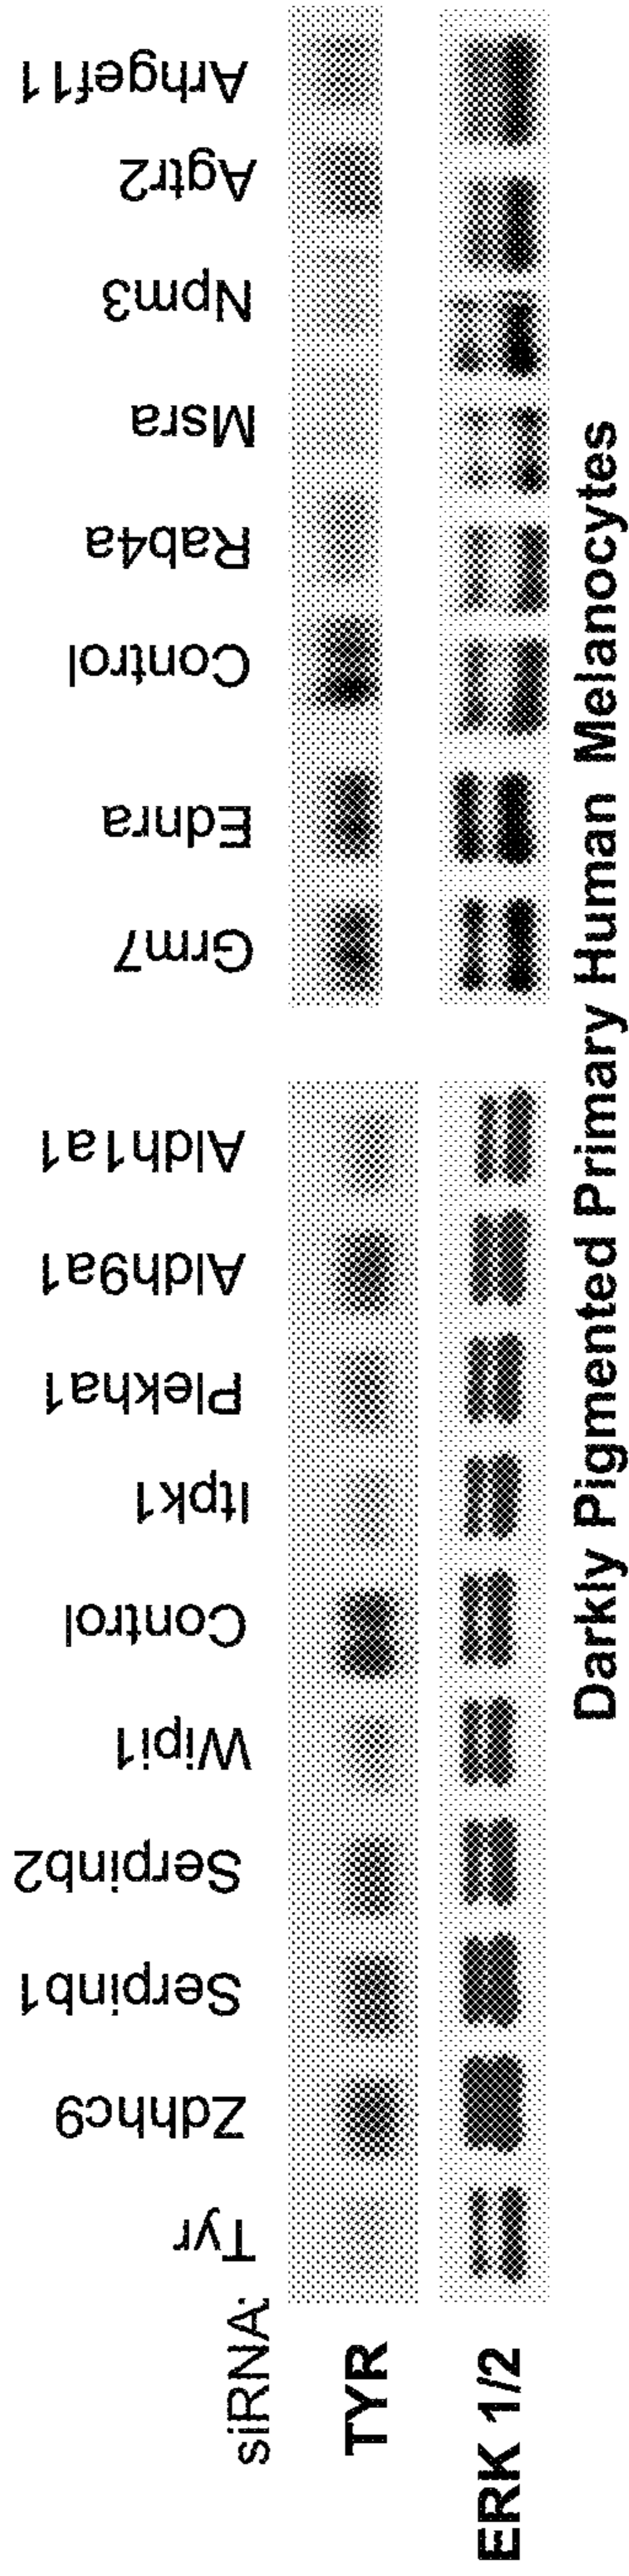 siRNA:
Tyr
Zdhhc9
Serpinb1
Serpinb2
Wipi1
Control
Itpk1
Plekha1
Aldh9a1
Aldh1a1
Grm7
Ednra
Control
Rab4a
Msra
Npm3
Agtr2
Arhgef11
TYR
ERK 1/2
Darkly Pigmented Primary Human Melanocytes